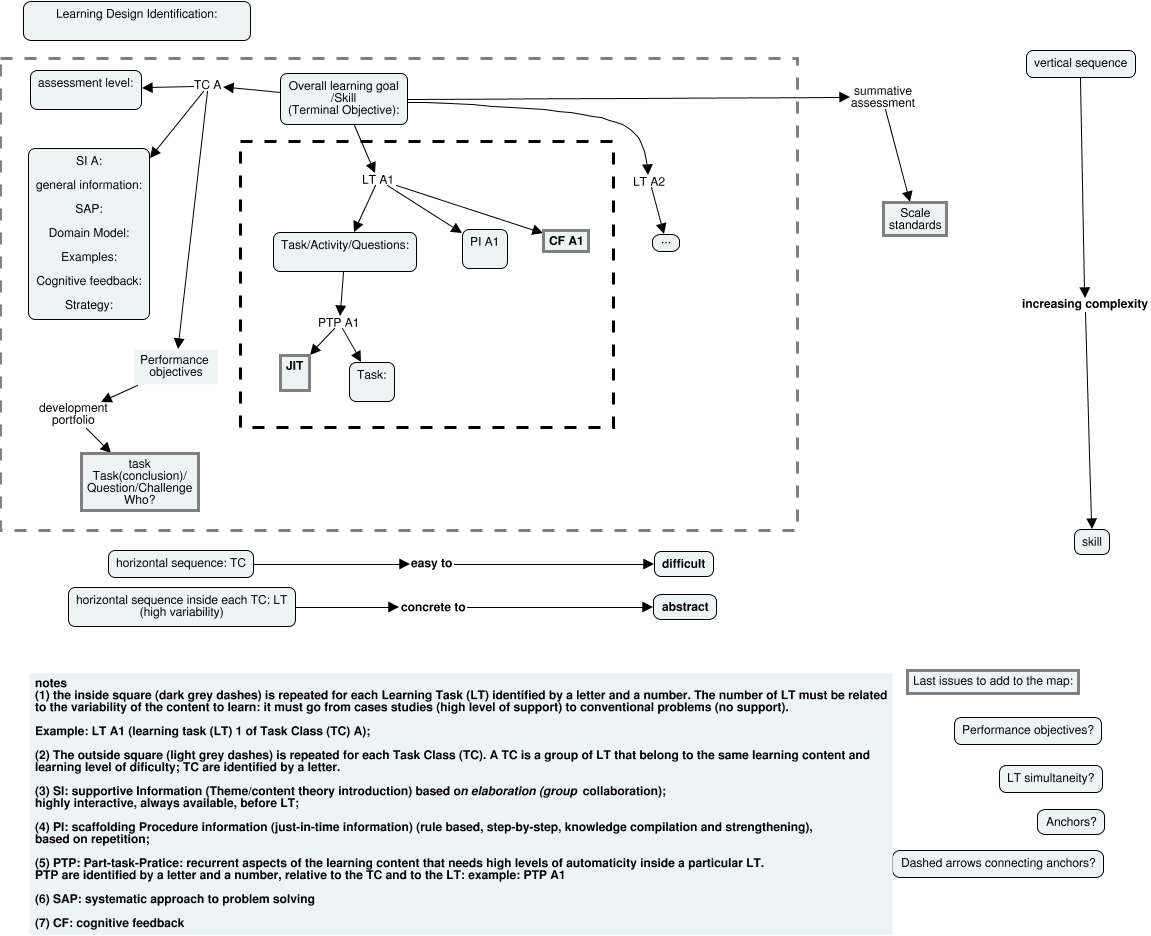 Learning Design Identification:
assessment level:
TC A
Overall learning goal
/Skill
(Terminal Objective):
summative
assessment
vertical sequence
SI A:
general information:
SAP:
Domain Model:
Examples:
Cognitive feedback:
Strategy:
LT A1
LT A2
Scale
standards
Task/Activity/Questions:
PI A1
CF A1
...
increasing complexity
PTP A1
JIT
Task:
Performance
objectives
development
portfolio
task
Task(conclusion)/
Question/Challenge
Who?
skill
horizontal sequence: TC
easy to
difficult
horizontal sequence inside each TC: LT
(high variability)
concrete to
abstract
notes
(1) the inside square (dark grey dashes) is repeated for each Learning Task (LT) identified by a letter and a number. The number of LT must be related
to the variability of the content to learn: it must go from cases studies (high level of support) to conventional problems (no support).
Example: LT A1 (learning task (LT) 1 of Task Class (TC) A);
(2) The outside square (light grey dashes) is repeated for each Task Class (TC). A TC is a group of LT that belong to the same learning content and
learning level of dificulty; TC are identified by a letter.
(3) SI: supportive Information (Theme/content theory introduction) based on elaboration (group collaboration);
highly interactive, always available, before LT;
(4) PI: scaffolding Procedure information (just-in-time information) (rule based, step-by-step, knowledge compilation and strengthening),
based on repetition;
(5) PTP: Part-task-Pratice: recurrent aspects of the learning content that needs high levels of automaticity inside a particular LT.
PTP are identified by a letter and a number, relative to the TC and to the LT: example: PTP A1
(6) SAP: systematic approach to problem solving
(7) CF: cognitive feedback
Last issues to add to the map:
Performance objectives?
LT simultaneity?
Anchors?
Dashed arrows connecting anchors?